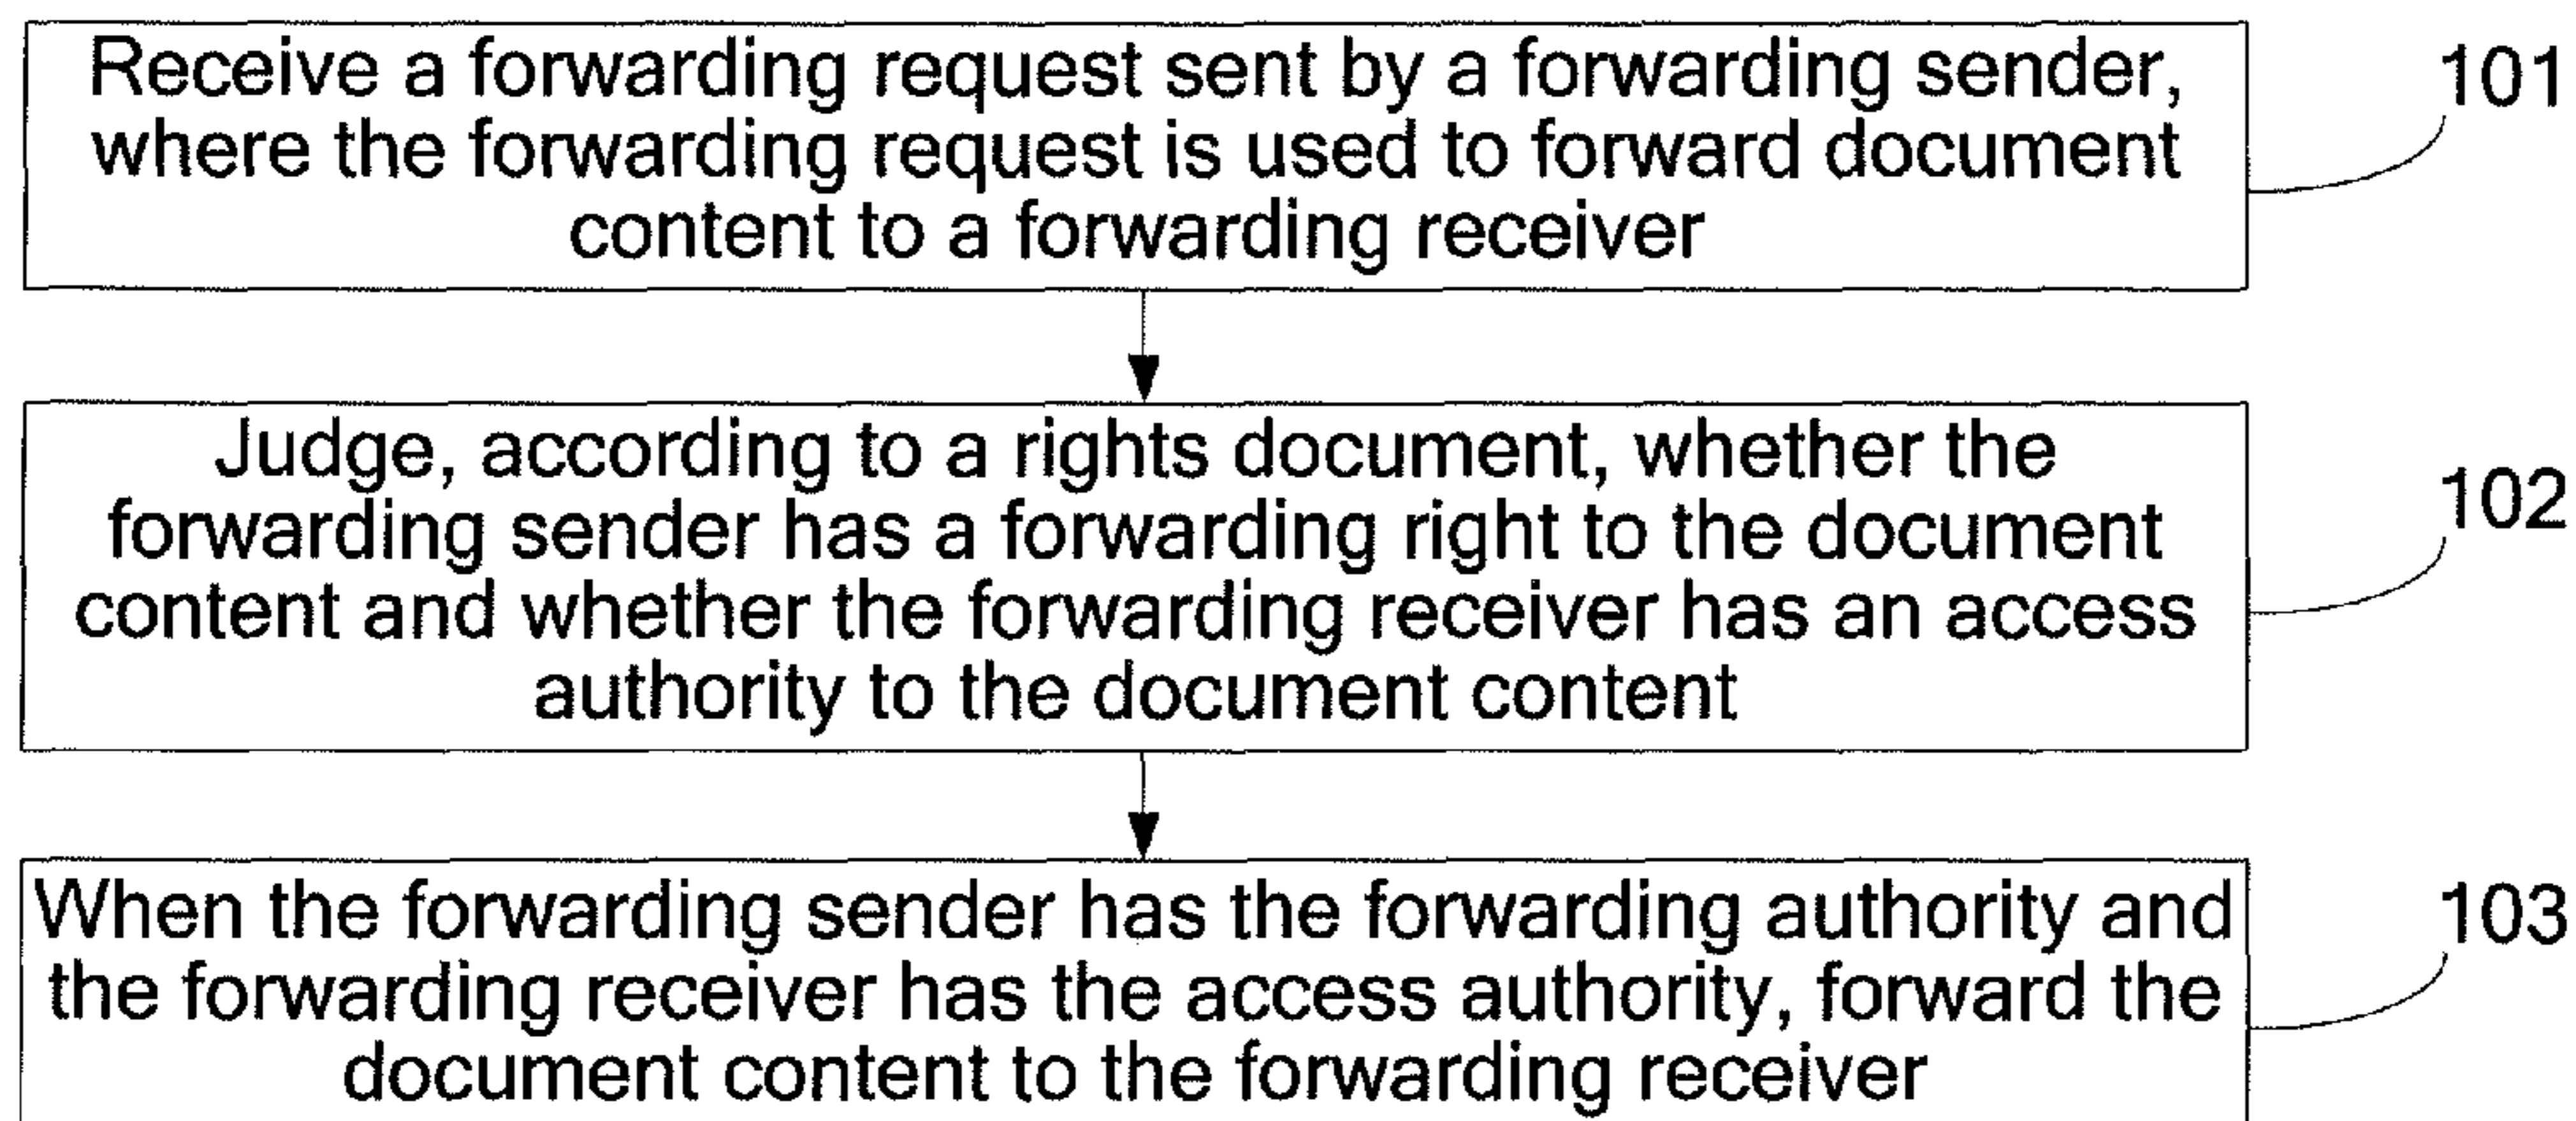 Receive a forwarding request sent by a forwarding sender,
where the forwarding request is used to forward document
content to a forwarding receiver
101
Judge, according to a rights document, whether the
forwarding sender has a forwarding right to the document
content and whether the forwarding receiver has an access
authority to the document content
102
When the forwarding sender has the forwarding authority and
the forwarding receiver has the access authority, forward the
document content to the forwarding receiver
103